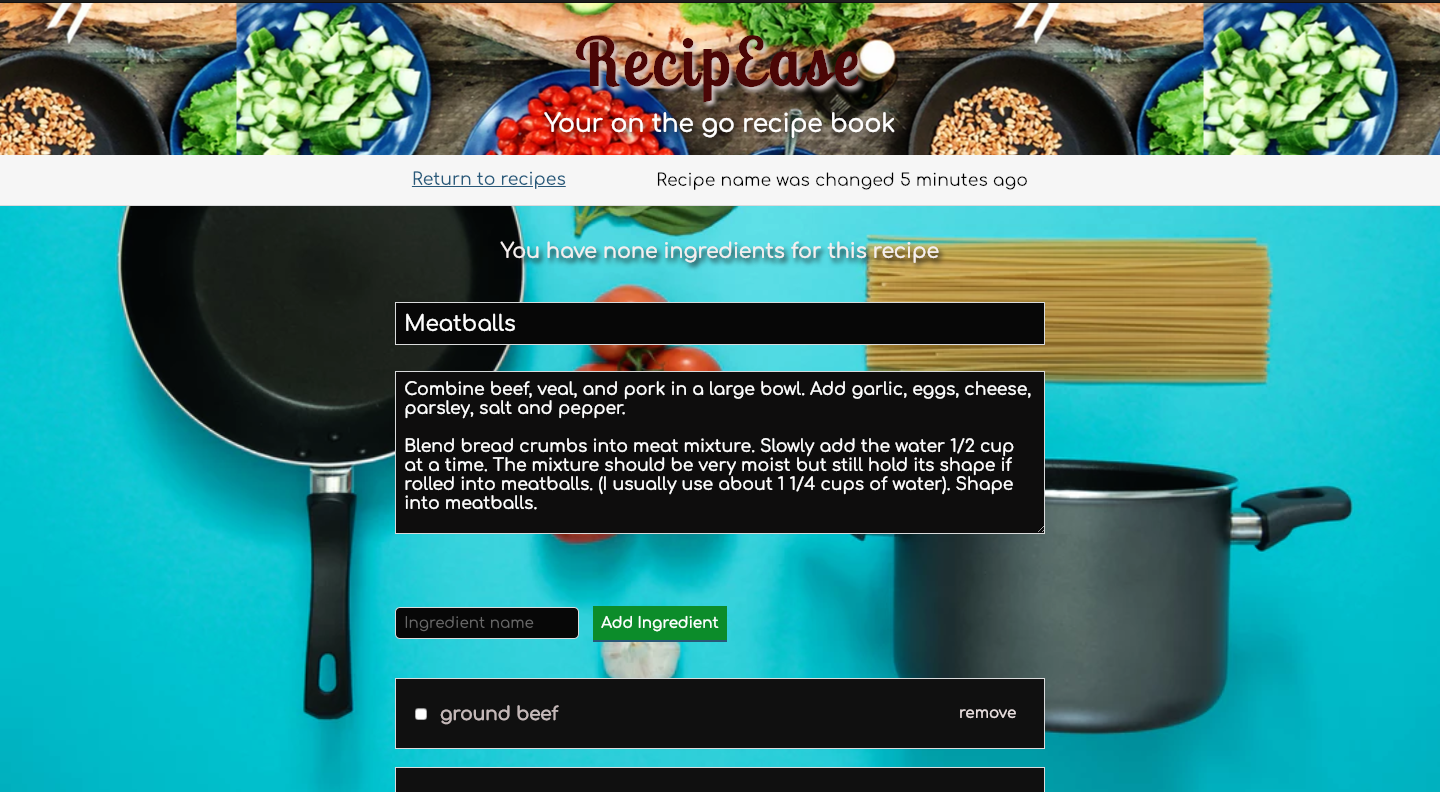 RecipEase
Your on the go recipe book
Return to recipes
Recipe name was changed 5 minutes ago
You have none ingredients for this recipe
Meatballs
Combine beef, veal, and pork in a large bowl. Add garlic, eggs, cheese,
parsley, salt and pepper.
Blend bread crumbs into meat mixture. Slowly add the water 1/2 cup
at a time. The mixture should be very moist but still hold its shape if
rolled into meatballs. (I usually use about 1 1/4 cups of water). Shape
into meatballs.
Ingredient name
Add Ingredient
ground beef
remove